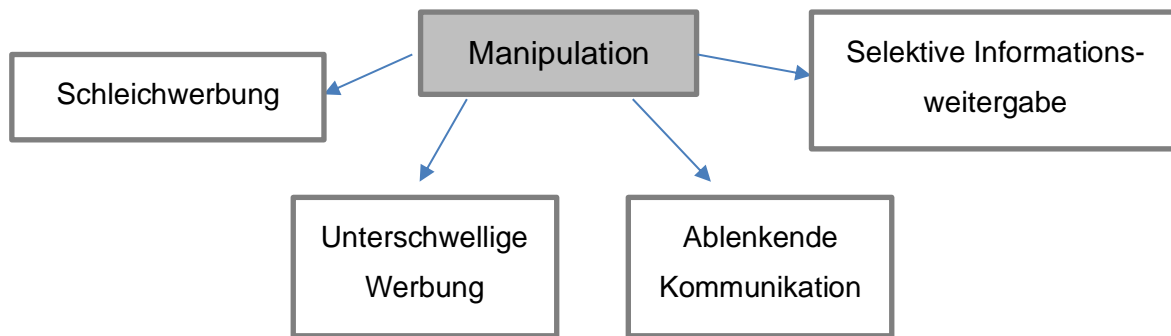 Manipulation
Schleichwerbung
Selektive Informations-
weitergabe
Unterschwellige
Werbung
Ablenkende
Kommunikation